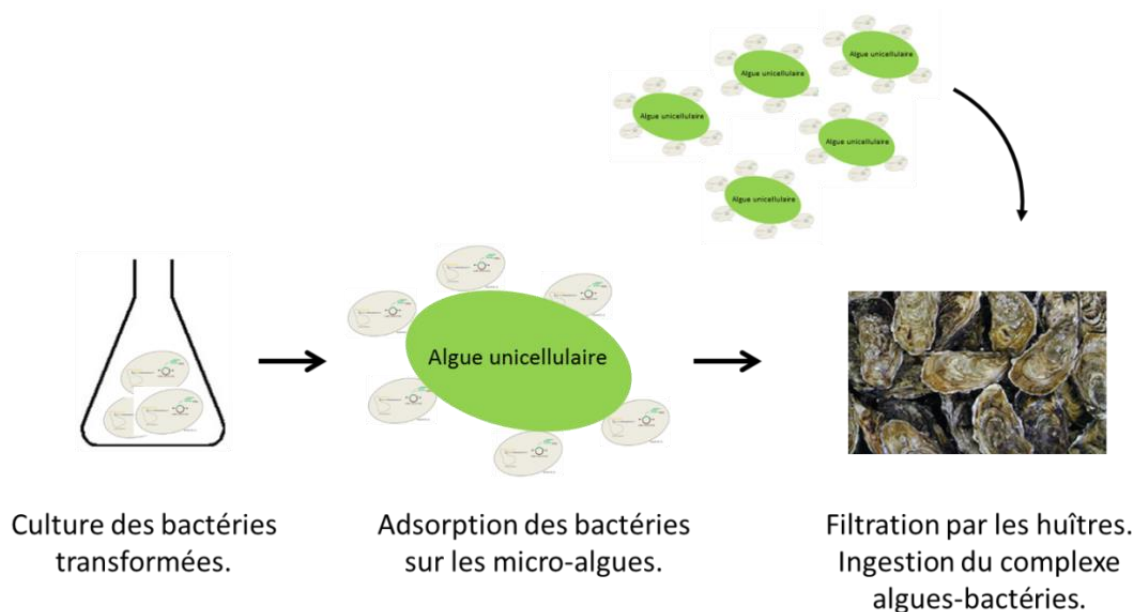 Algue unicellulaire
Algue unicellulaire
Algue unicellulaire
Algue unicellulaire
Algue unicellulaire
Algue unicellulaire
Culture des bactéries
transformées.
Adsorption des bactéries
sur les micro-algues.
Filtration par les huîtres.
Ingestion du complexe
algues-bactéries.